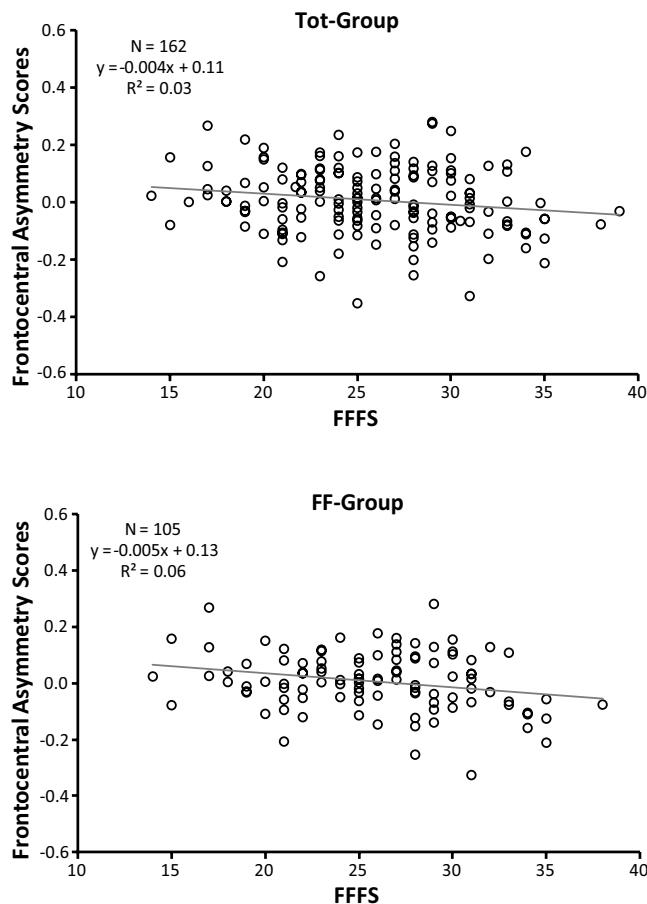 Tot-Group
N = 162
y = -0.004x + 0.11
R² = 0.03
Frontocentral Asymmetry Scores
0.6
0.4
0.2
0.0
-0.2
-0.4
-0.6
10 15 20 25 30 35 40
FFFS
FF-Group
N = 105
y = -0.005x + 0.13
R² = 0.06
Frontocentral Asymmetry Scores
0.6
0.4
0.2
0.0
-0.2
-0.4
-0.6
10 15 20 25 30 35 40
FFFS